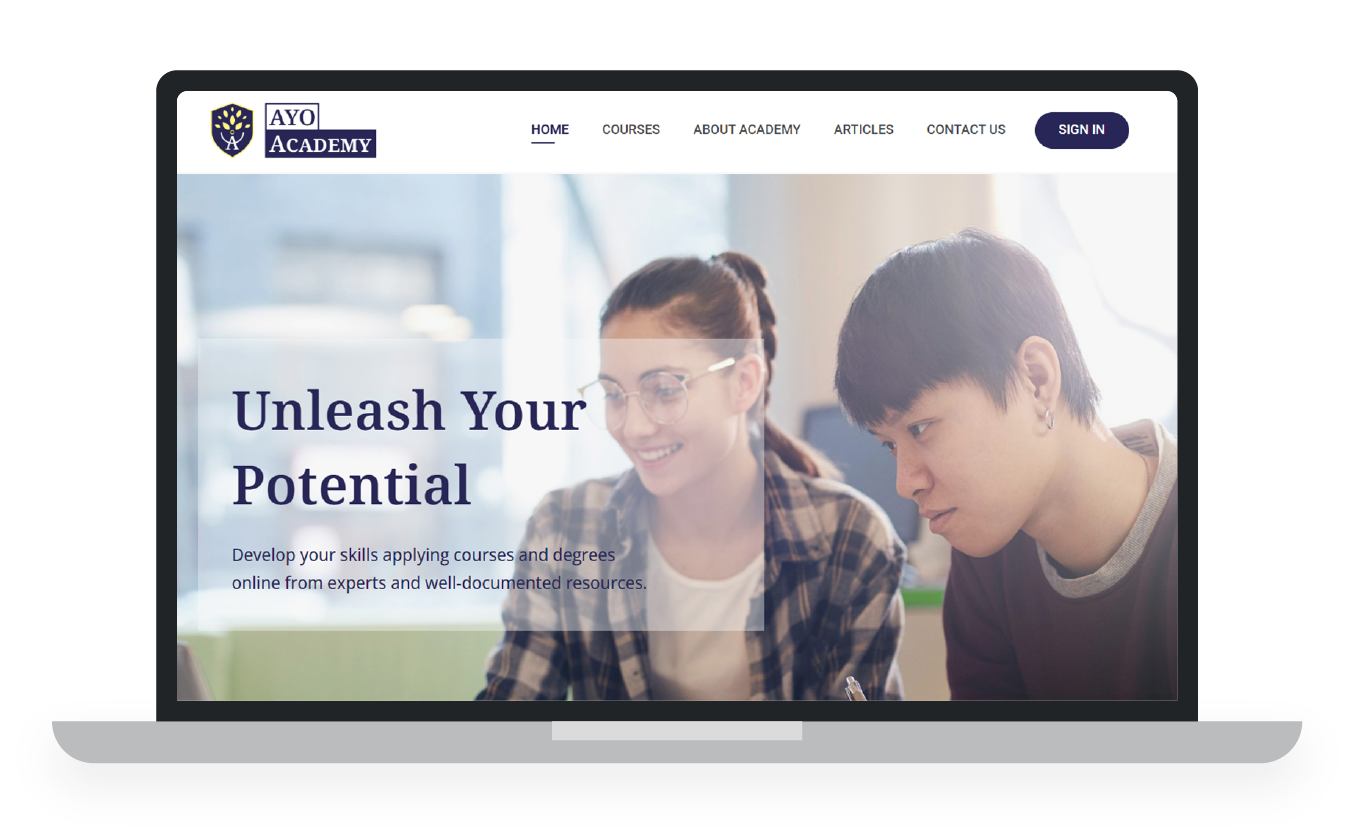 AYO
ACADEMY
HOME COURSES ABOUT ACADEMY ARTICLES CONTACT US SIGN IN
Unleash Your
Potential
Develop your skills applying courses and degrees
online from experts and well-documented resources.